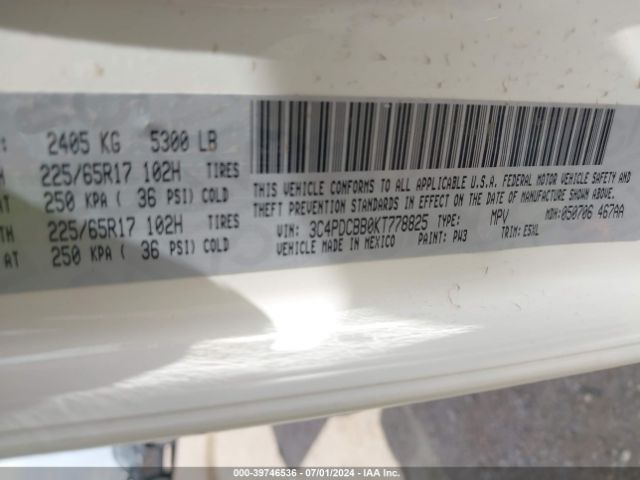 2405 KG 5300 LB
225/65R17 102H TIRES
250 KPA ( 36 PSI) COLD
TH 225/65R17 102H TIRES
AT 250 KPA ( 36 PSI) COLD
THIS VEHICLE CONFORMS TO ALL APPLICABLE U.S.A. FEDERAL MOTOR VEHICLE SAFETY AND
THEFT PREVENTION STANDARDS IN EFFECT ON THE DATE OF MANUFACTURE SHOWN ABOVE.
VIN: 3C4PDCBB0KT778825 TYPE: MPV MDH:050706 467AA
VEHICLE MADE IN MEXICO PAINT: PW3 TRIM: E5XL
000-39746536 - 07/01/2024 - IAA Inc.